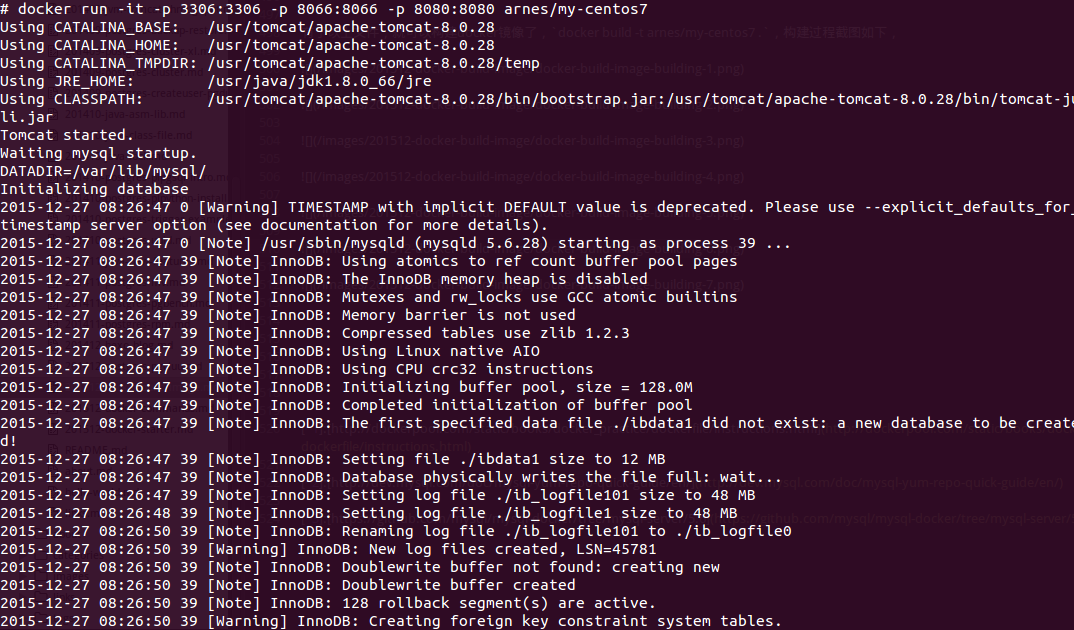 # docker run -it -p 3306:3306 -p 8066:8066 -p 8080:8080 arnes/my-centos7
Using CATALINA_BASE:   /usr/tomcat/apache-tomcat-8.0.28
Using CATALINA_HOME:   /usr/tomcat/apache-tomcat-8.0.28
Using CATALINA_TMPDIR: /usr/tomcat/apache-tomcat-8.0.28/temp
Using JRE_HOME:        /usr/java/jdk1.8.0_66/jre
Using CLASSPATH:       /usr/tomcat/apache-tomcat-8.0.28/bin/bootstrap.jar:/usr/tomcat/apache-tomcat-8.0.28/bin/tomcat-ju
li.jar
Tomcat started.
Waiting mysql startup.
DATADIR=/var/lib/mysql/
Initializing database
2015-12-27 08:26:47 0 [Warning] TIMESTAMP with implicit DEFAULT value is deprecated. Please use --explicit_defaults_for_
timestamp server option (see documentation for more details).
2015-12-27 08:26:47 0 [Note] /usr/sbin/mysqld (mysqld 5.6.28) starting as process 39 ...
2015-12-27 08:26:47 39 [Note] InnoDB: Using atomics to ref count buffer pool pages
2015-12-27 08:26:47 39 [Note] InnoDB: The InnoDB memory heap is disabled
2015-12-27 08:26:47 39 [Note] InnoDB: Mutexes and rw_locks use GCC atomic builtins
2015-12-27 08:26:47 39 [Note] InnoDB: Memory barrier is not used
2015-12-27 08:26:47 39 [Note] InnoDB: Compressed tables use zlib 1.2.3
2015-12-27 08:26:47 39 [Note] InnoDB: Using Linux native AIO
2015-12-27 08:26:47 39 [Note] InnoDB: Using CPU crc32 instructions
2015-12-27 08:26:47 39 [Note] InnoDB: Initializing buffer pool, size = 128.0M
2015-12-27 08:26:47 39 [Note] InnoDB: Completed initialization of buffer pool
2015-12-27 08:26:47 39 [Note] InnoDB: The first specified data file ./ibdata1 did not exist: a new database to be create
d!
2015-12-27 08:26:47 39 [Note] InnoDB: Setting file ./ibdata1 size to 12 MB
2015-12-27 08:26:47 39 [Note] InnoDB: Database physically writes the file full: wait...
2015-12-27 08:26:47 39 [Note] InnoDB: Setting log file ./ib_logfile101 size to 48 MB
2015-12-27 08:26:48 39 [Note] InnoDB: Setting log file ./ib_logfile1 size to 48 MB
2015-12-27 08:26:50 39 [Note] InnoDB: Renaming log file ./ib_logfile101 to ./ib_logfile0
2015-12-27 08:26:50 39 [Warning] InnoDB: New log files created, LSN=45781
2015-12-27 08:26:50 39 [Note] InnoDB: Doublewrite buffer not found: creating new
2015-12-27 08:26:50 39 [Note] InnoDB: Doublewrite buffer created
2015-12-27 08:26:50 39 [Note] InnoDB: 128 rollback segment(s) are active.
2015-12-27 08:26:50 39 [Warning] InnoDB: Creating foreign key constraint system tables.